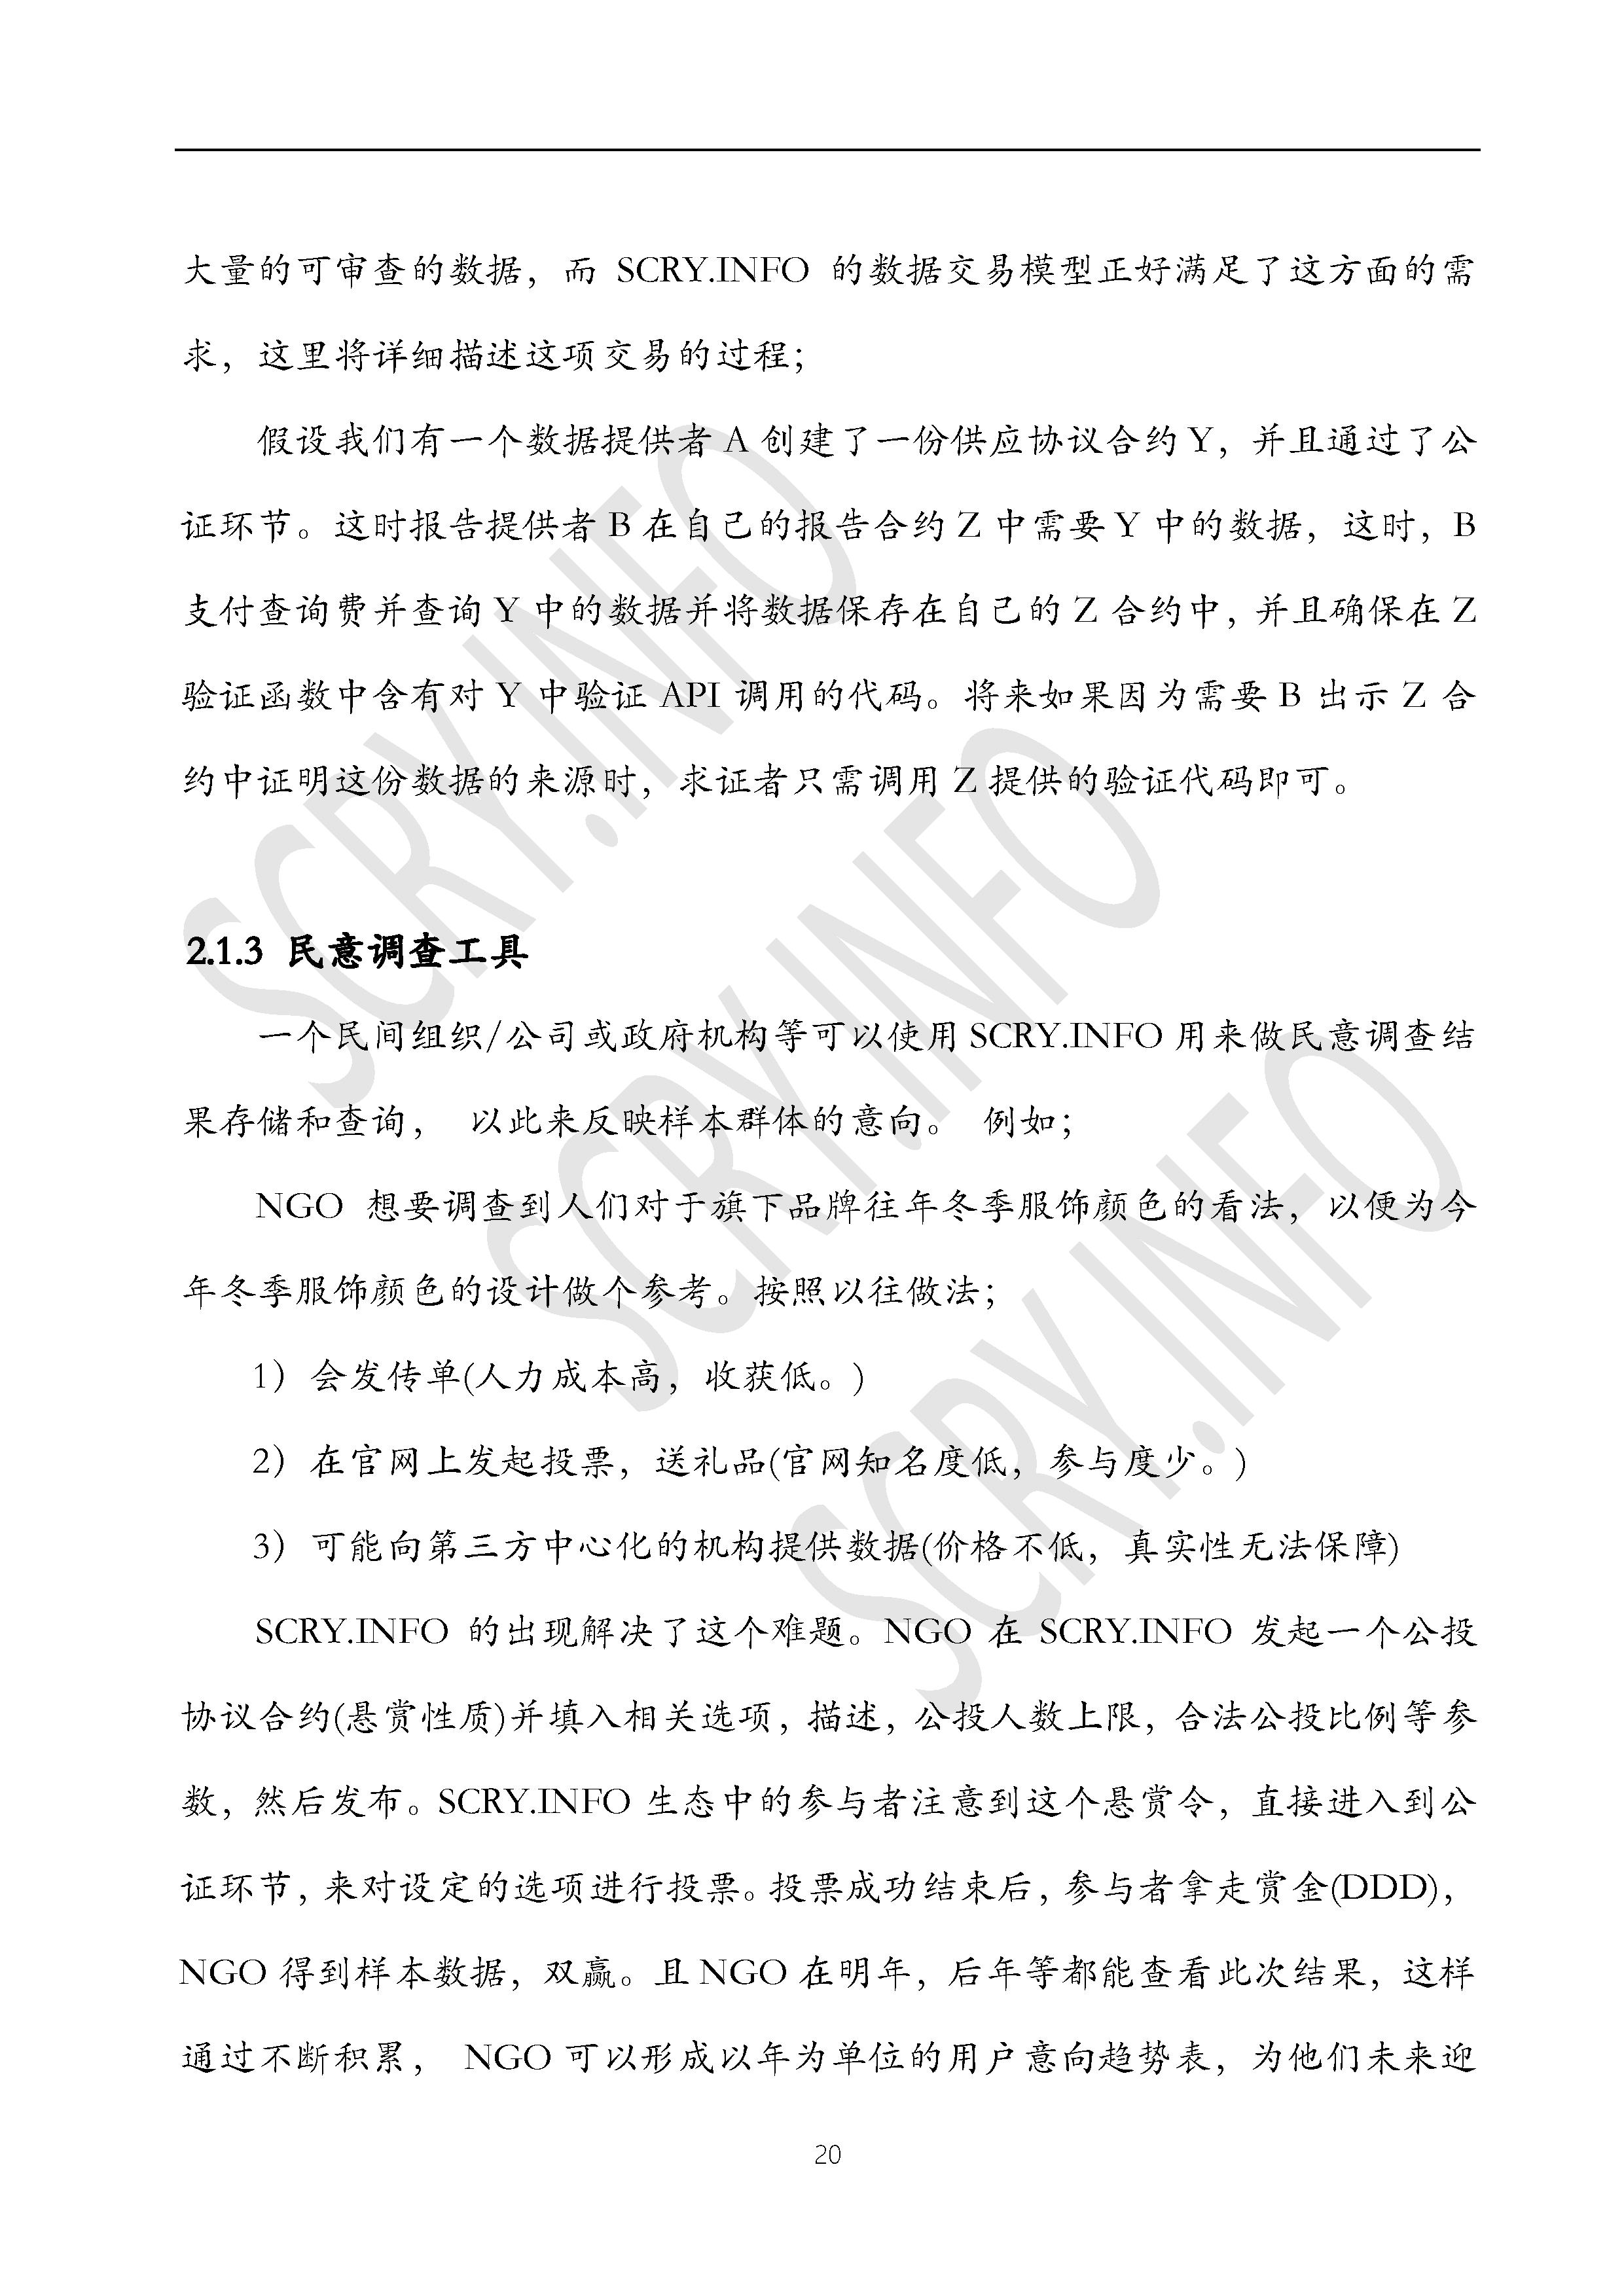 大量的可审查的数据，而 SCRY.INFO 的数据交易模型正好满足了这方面的需
求，这里将详细描述这项交易的过程；
假设我们有一个数据提供者 A 创建了一份供应协议合约 Y，并且通过了公
证环节。这时报告提供者 B 在自己的报告合约 Z 中需要 Y 中的数据，这时，B
支付查询费并查询 Y 中的数据并将数据保存在自己的 Z 合约中，并且确保在 Z
验证函数中含有对 Y 中验证 API 调用的代码。将来如果因为需要 B 出示 Z 合
约中证明这份数据的来源时，求证者只需调用 Z 提供的验证代码即可。
2.1.3 民意调查工具
一个民间组织/公司或政府机构等可以使用 SCRY.INFO 用来做民意调查结
果存储和查询， 以此来反映样本群体的意向。 例如；
NGO 想要调查到人们对于旗下品牌往年冬季服饰颜色的看法，以便为今
年冬季服饰颜色的设计做个参考。按照以往做法；
1）会发传单(人力成本高，收获低。)
2）在官网上发起投票，送礼品(官网知名度低，参与度少。)
3）可能向第三方中心化的机构提供数据(价格不低，真实性无法保障)
SCRY.INFO 的出现解决了这个难题。NGO 在 SCRY.INFO 发起一个公投
协议合约(悬赏性质)并填入相关选项，描述，公投人数上限，合法公投比例等参
数，然后发布。SCRY.INFO 生态中的参与者注意到这个悬赏令，直接进入到公
证环节，来对设定的选项进行投票。投票成功结束后，参与者拿走赏金(DDD)，
NGO 得到样本数据，双赢。且 NGO 在明年，后年等都能查看此次结果，这样
通过不断积累， NGO 可以形成以年为单位的用户意向趋势表，为他们未来迎
20
SCRY.INFO
SCRY.INFO
SCRY.INFO